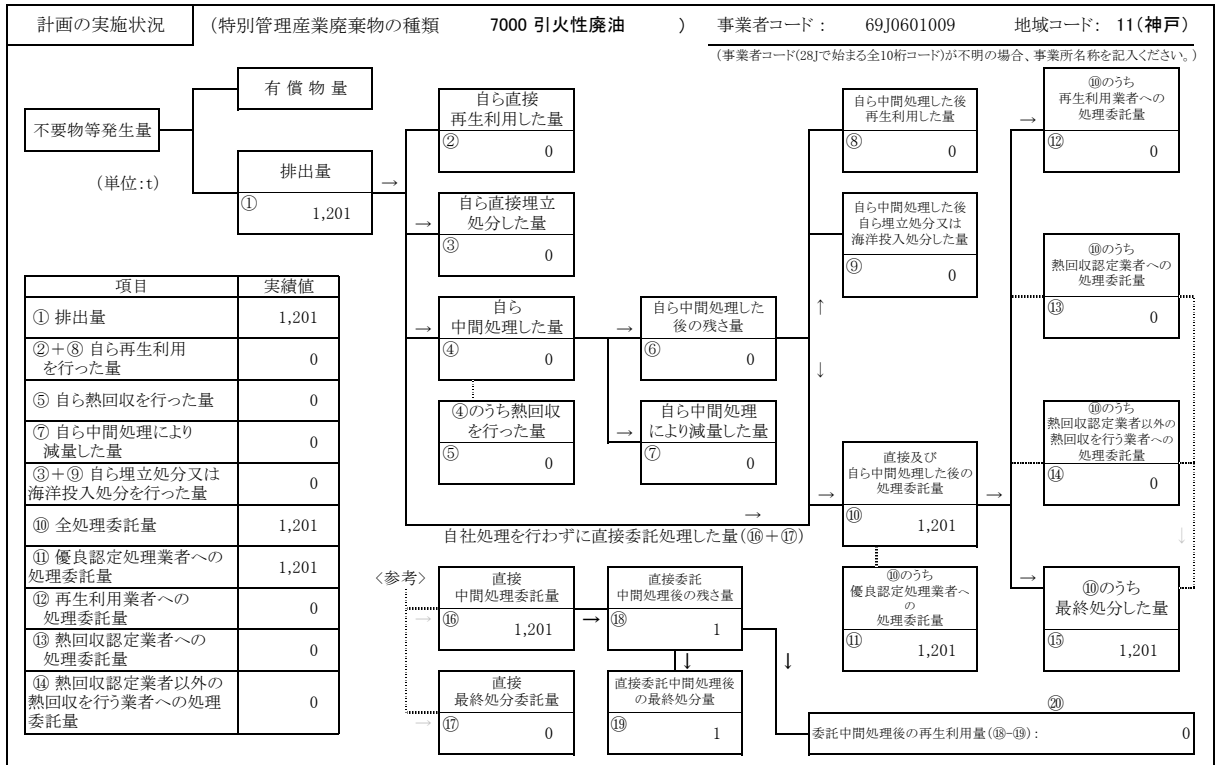 計画の実施状況 (特別管理産業廃棄物の種類 7000 引火性廃油 ) 事業者コード : 69J0601009 地域コード: 11(神戸)
(事業者コード(28Jで始まる全10桁コード)が不明の場合、事業所名称を記入ください。)
不要物等発生量
(単位:t)
有 償 物 量
排出量
→
① 1,201
自ら直接
再生利用した量
② 0
→
自ら直接埋立
処分した量
③ 0
→
自ら
中間処理した量
④ 0
④のうち熱回収
を行った量
⑤ 0
→
自ら中間処理した
後の残さ量
⑥ 0
→
自ら中間処理
により減量した量
⑦ 0
↑
↓
自ら中間処理した後
再生利用した量
⑧ 0
自ら中間処理した後
自ら埋立処分又は
海洋投入処分した量
⑨ 0
→
自社処理を行わずに直接委託処理した量(⑯+⑰)
→
直接及び
自ら中間処理した後の
処理委託量
⑩ 1,201
→
⑩のうち
優良認定処理業者へ
の
処理委託量
⑪ 1,201
→
⑩のうち
再生利用業者への
処理委託量
⑫ 0
⑩のうち
熱回収認定業者への
処理委託量
⑬ 0
⑩のうち
熱回収認定業者以外の
熱回収を行う業者への
処理委託量
⑭ 0
↓
→
⑩のうち
最終処分した量
⑮ 1,201
項目 実績値
① 排出量 1,201
②+⑧ 自ら再生利用
を行った量 0
⑤ 自ら熱回収を行った量 0
⑦ 自ら中間処理により
減量した量 0
③+⑨ 自ら埋立処分又は
海洋投入処分を行った量 0
⑩ 全処理委託量 1,201
⑪ 優良認定処理業者への
処理委託量 1,201
⑫ 再生利用業者への
処理委託量 0
⑬ 熱回収認定業者への
処理委託量 0
⑭ 熱回収認定業者以外の
熱回収を行う業者への処理
委託量 0
<参考>
→
直接
中間処理委託量
⑯ 1,201
→
直接委託
中間処理後の残さ量
⑱ 1
↓
↓
→
直接
最終処分委託量
⑰ 0
直接委託中間処理後
の最終処分量
⑲ 1
⑳
委託中間処理後の再生利用量(⑱-⑲) : 0